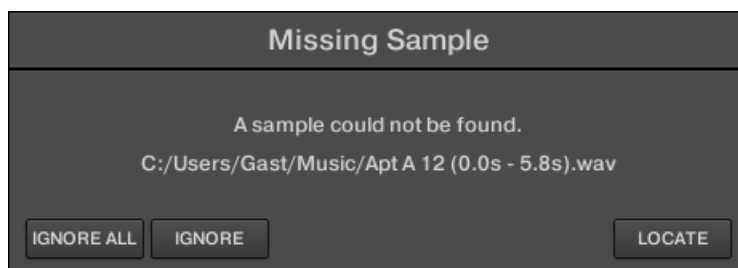 Missing Sample
A sample could not be found.
C:/Users/Gast/Music/Apt A 12 (0.0s - 5.8s).wav
IGNORE ALL IGNORE LOCATE